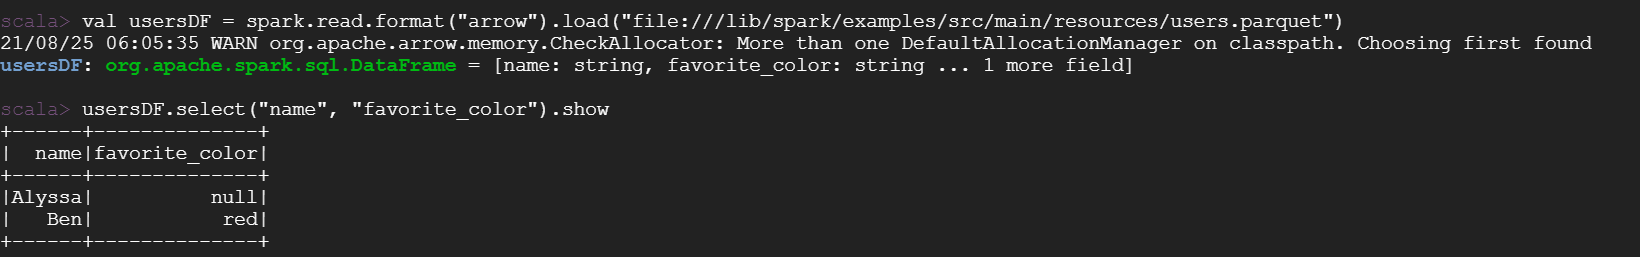 scala> val usersDF = spark.read.format("arrow").load("file:///lib/spark/examples/src/main/resources/users.parquet")
21/08/25 06:05:35 WARN org.apache.arrow.memory.CheckAllocator: More than one DefaultAllocationManager on classpath. Choosing first found
usersDF: org.apache.spark.sql.DataFrame = [name: string, favorite_color: string ... 1 more field]
scala> usersDF.select("name", "favorite_color").show
+------+--------------+
|  name|favorite_color|
+------+--------------+
|Alyssa|          null|
|   Ben|           red|
+------+--------------+